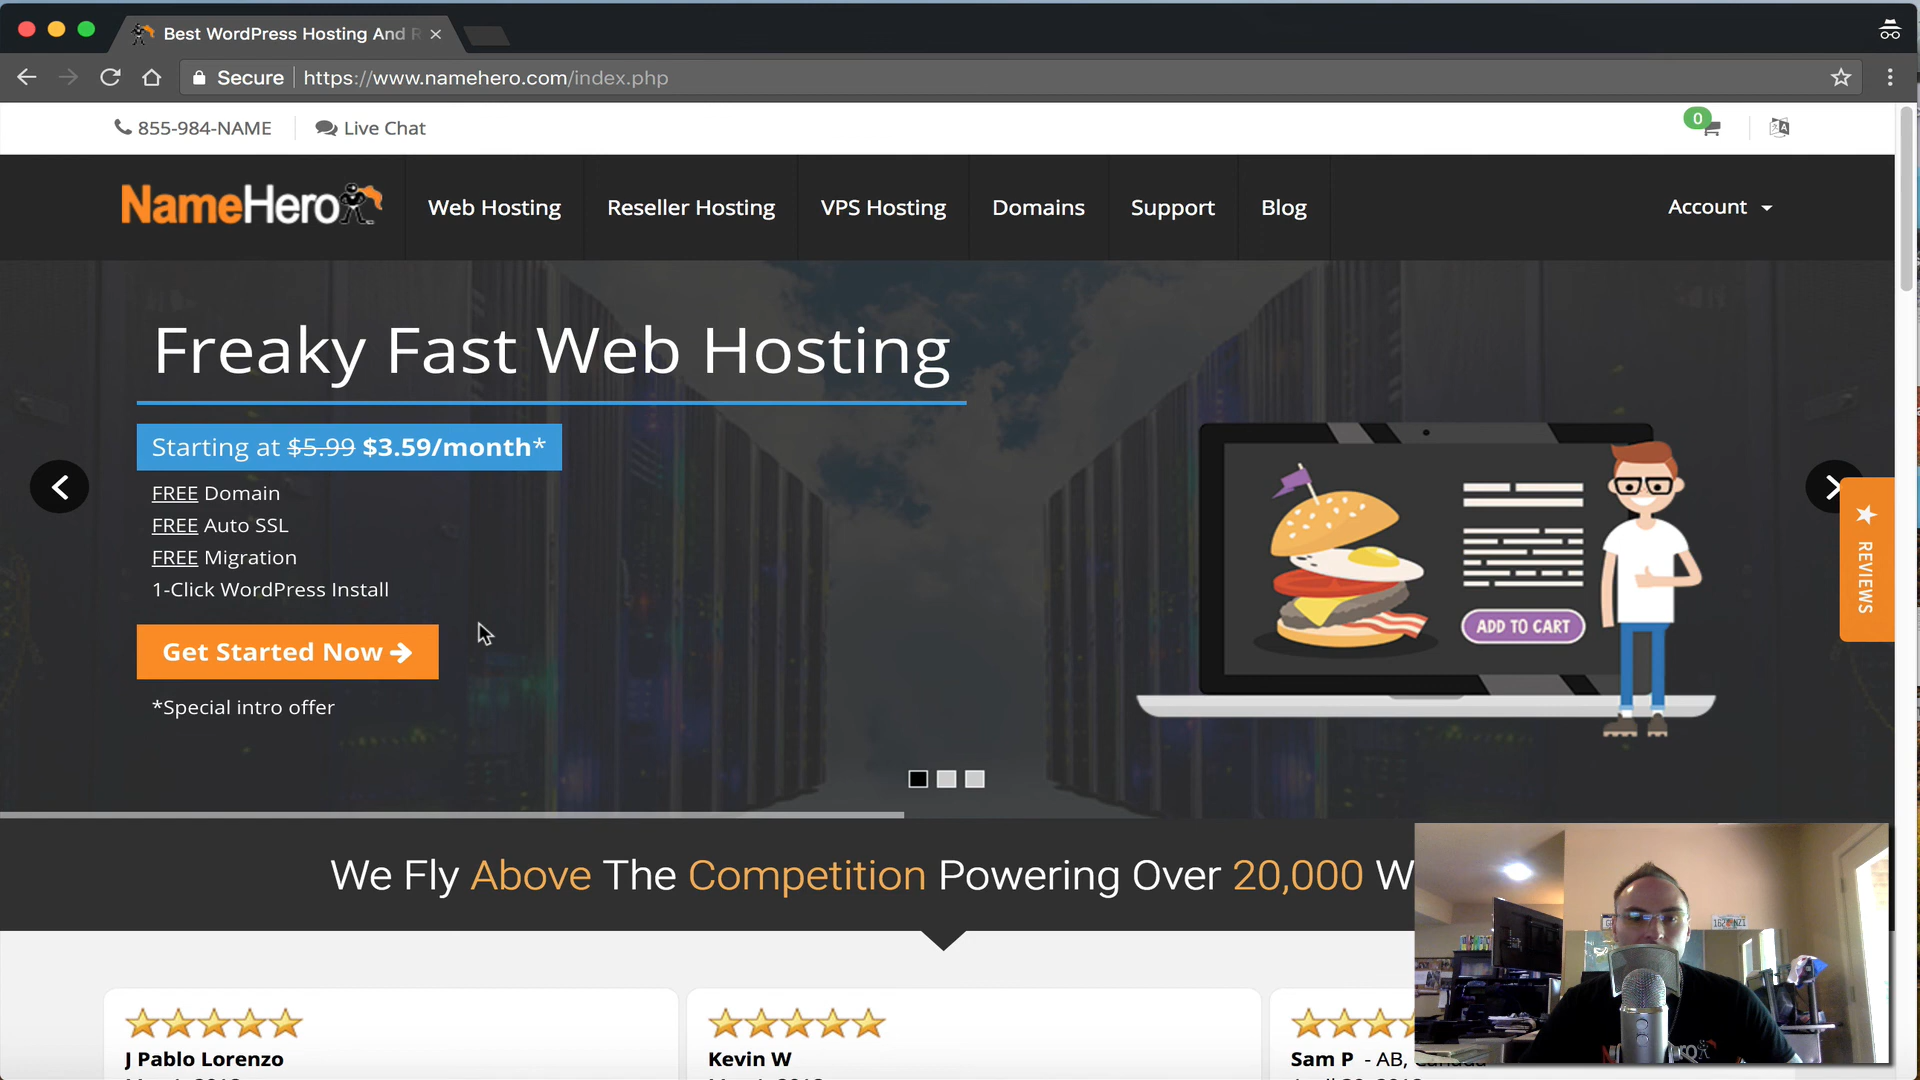 Best WordPress Hosting And R
Secure https://www.namehero.com/index.php
855-984-NAME
Live Chat
0
NameHero
Web Hosting
Reseller Hosting
VPS Hosting
Domains
Support
Blog
Account
Freaky Fast Web Hosting
Starting at $5.99 $3.59/month*
FREE Domain
FREE Auto SSL
FREE Migration
1-Click WordPress Install
Get Started Now
*Special intro offer
ADD TO CART
REVIEWS
We Fly Above The Competition Powering Over 20,000 W
J Pablo Lorenzo
Kevin W
Sam P - AB,